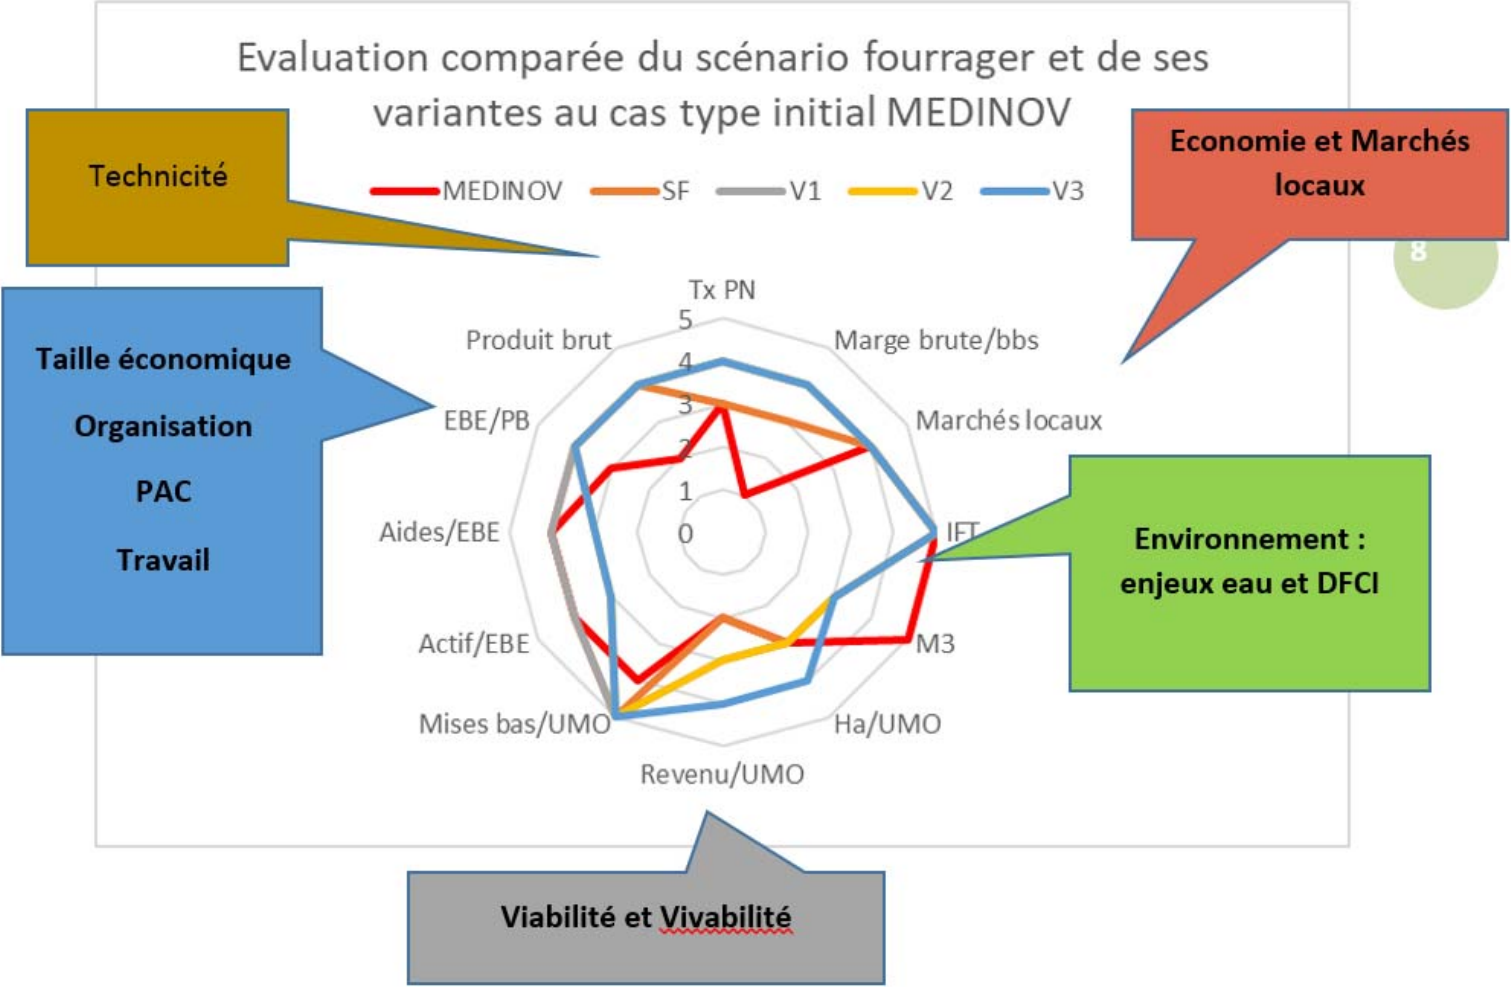 Evaluation comparée du scénario fourrager et de ses
variantes au cas type initial MEDINOV
Technicité
Economie et Marchés
locaux
MEDINOV SF V1 V2 V3
8
Taille économique
Organisation
PAC
Travail
Tx PN
Marge brute/bbs
Marchés locaux
IFT
M3
Ha/UMO
Revenu/UMO
Mises bas/UMO
Actif/EBE
Aides/EBE
EBE/PB
Produit brut
5
4
3
2
1
0
Environnement :
enjeux eau et DFCI
Viabilité et Vivabilité